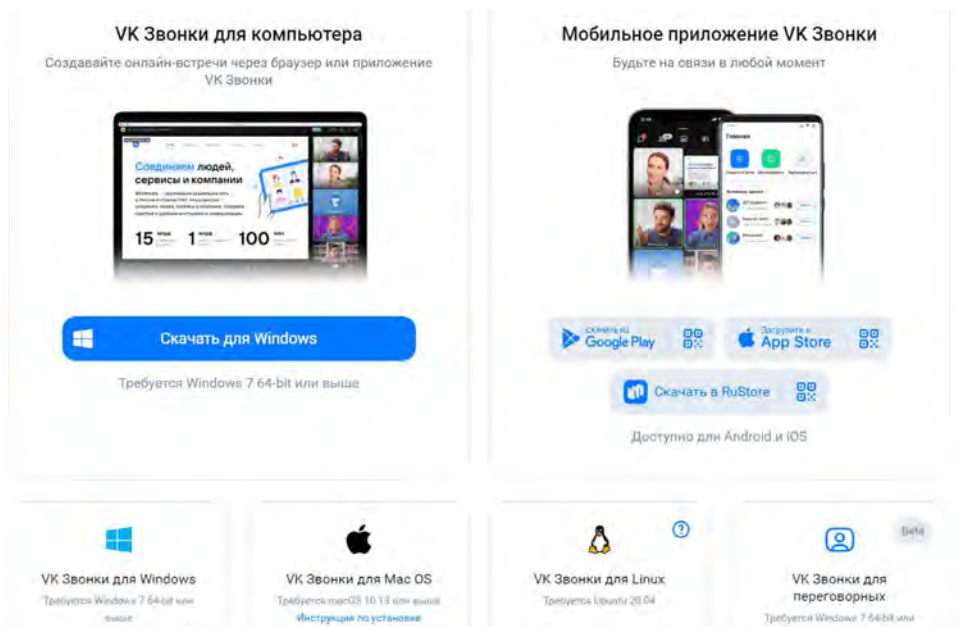 VK Звонки для компьютера
Создавайте онлайн-встречи через браузер или приложение
VK Звонки
Соединяем людей,
сервисы и компании
15 млрд 1 млрд 100 млн
Скачать для Windows
Требуется Windows 7 64-bit или выше
Мобильное приложение VK Звонки
Будьте на связи в любой момент
Главная
Скачать из
Google Play
Загрузите в
App Store
Скачать в RuStore
Доступно для Android и iOS
VK Звонки для Windows
Требуется Windows 7 64-bit или
выше
VK Звонки для Mac OS
Требуется macOS 10.13 или выше
Инструкция по установке
?
VK Звонки для Linux
Требуется Ubuntu 20.04
Beta
VK Звонки для
переговорных
Требуется Windows 7 64-bit или